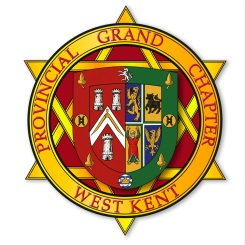 PROVINCIAL GRAND CHAPTER
WEST KENT